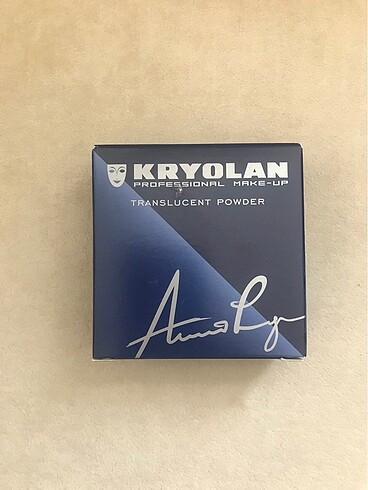 KRYOLAN
PROFESSIONAL MAKE-UP
TRANSLUCENT POWDER